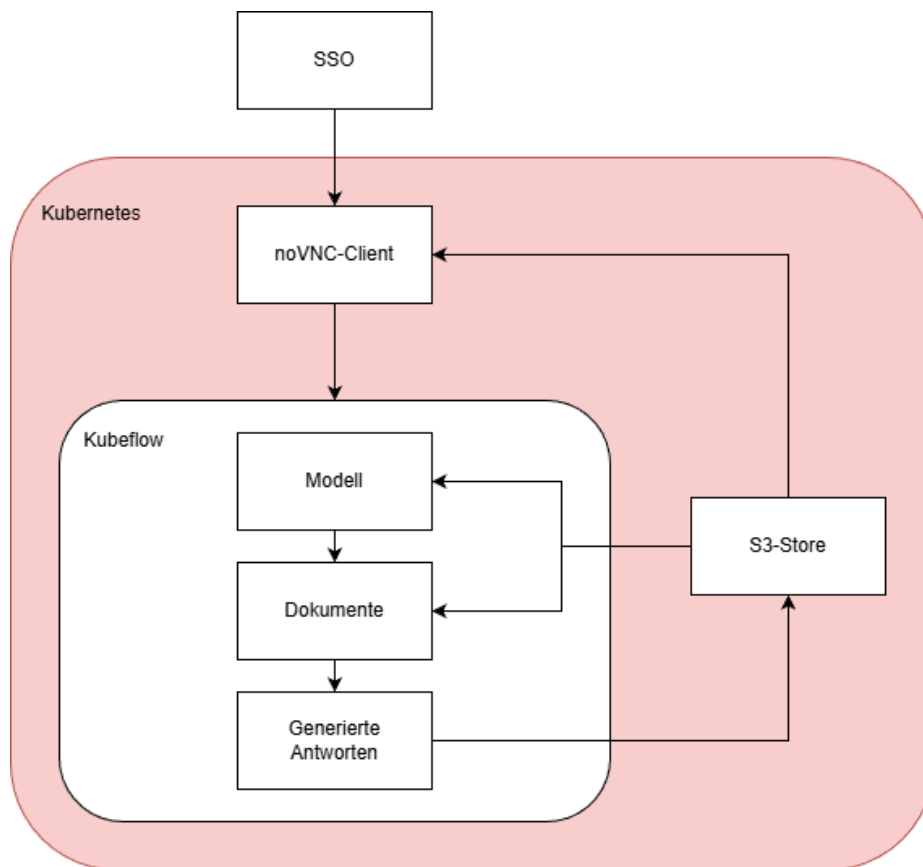 SSO
Kubernetes
noVNC-Client
Kubeflow
Modell
S3-Store
Dokumente
Generierte
Antworten